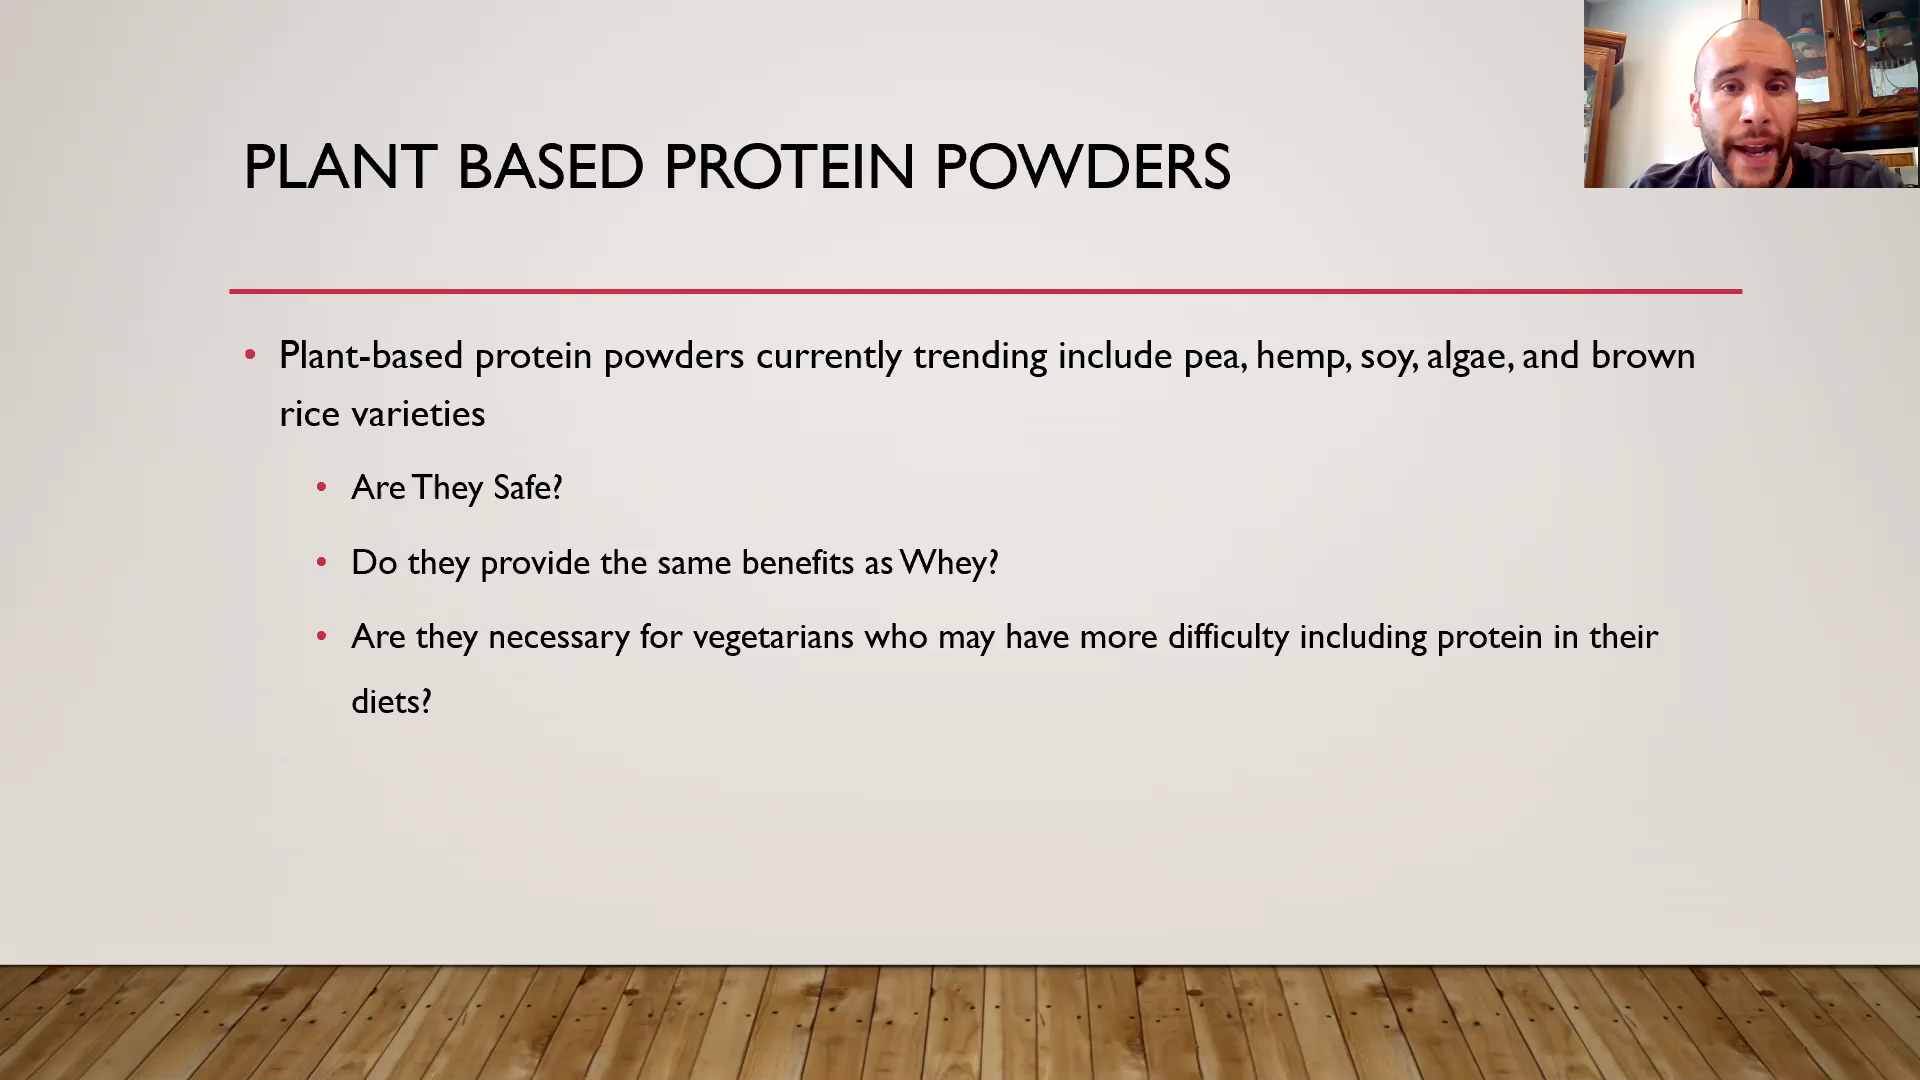 PLANT BASED PROTEIN POWDERS
• Plant-based protein powders currently trending include pea, hemp, soy, algae, and brown
rice varieties
• Are They Safe?
• Do they provide the same benefits as Whey?
• Are they necessary for vegetarians who may have more difficulty including protein in their
diets?